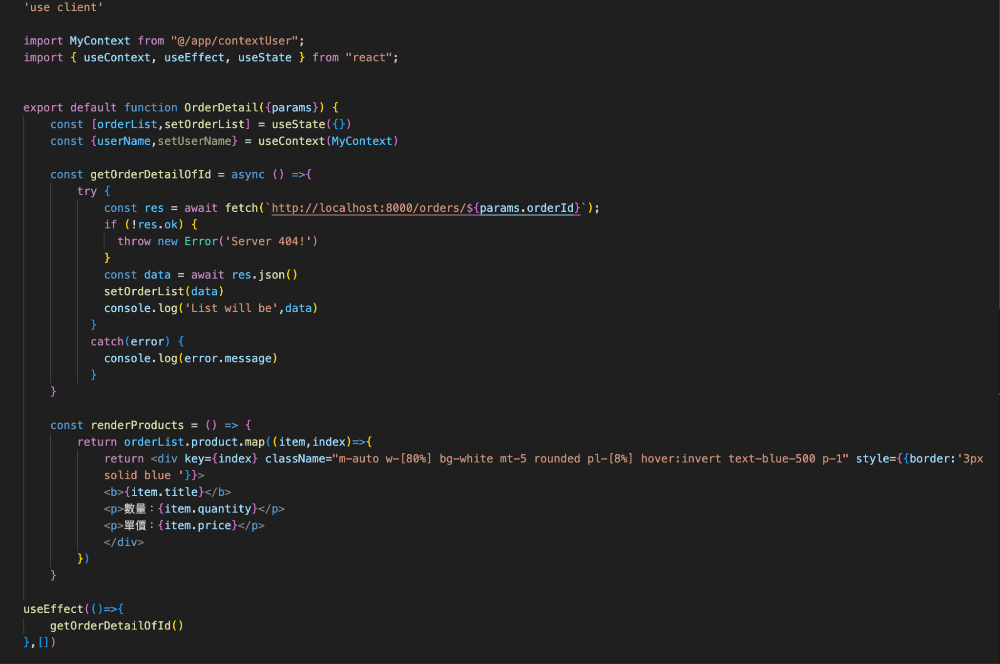 'use client'
import MyContext from "@/app/contextUser";
import { useContext, useEffect, useState } from "react";
export default function OrderDetail({params}) {
const [orderList,setOrderList] = useState({})
const {userName,setUserName} = useContext(MyContext)
const getOrderDetailOfId = async () =>{
try {
const res = await fetch(`http://localhost:8000/orders/${params.orderId}`);
if (!res.ok) {
throw new Error('Server 404!')
}
const data = await res.json()
setOrderList(data)
console.log('List will be',data)
}
catch(error) {
console.log(error.message)
}
}
const renderProducts = () => {
return orderList.product.map((item,index)=>{
return <div key={index} className="m-auto w-[80%] bg-white mt-5 rounded pl-[8%] hover:invert text-blue-500 p-1" style={{border:'3px
solid blue '}}>
<b>{item.title}</b>
<p>數量：{item.quantity}</p>
<p>單價：{item.price}</p>
</div>
})
}
useEffect(()=>{
getOrderDetailOfId()
},[])